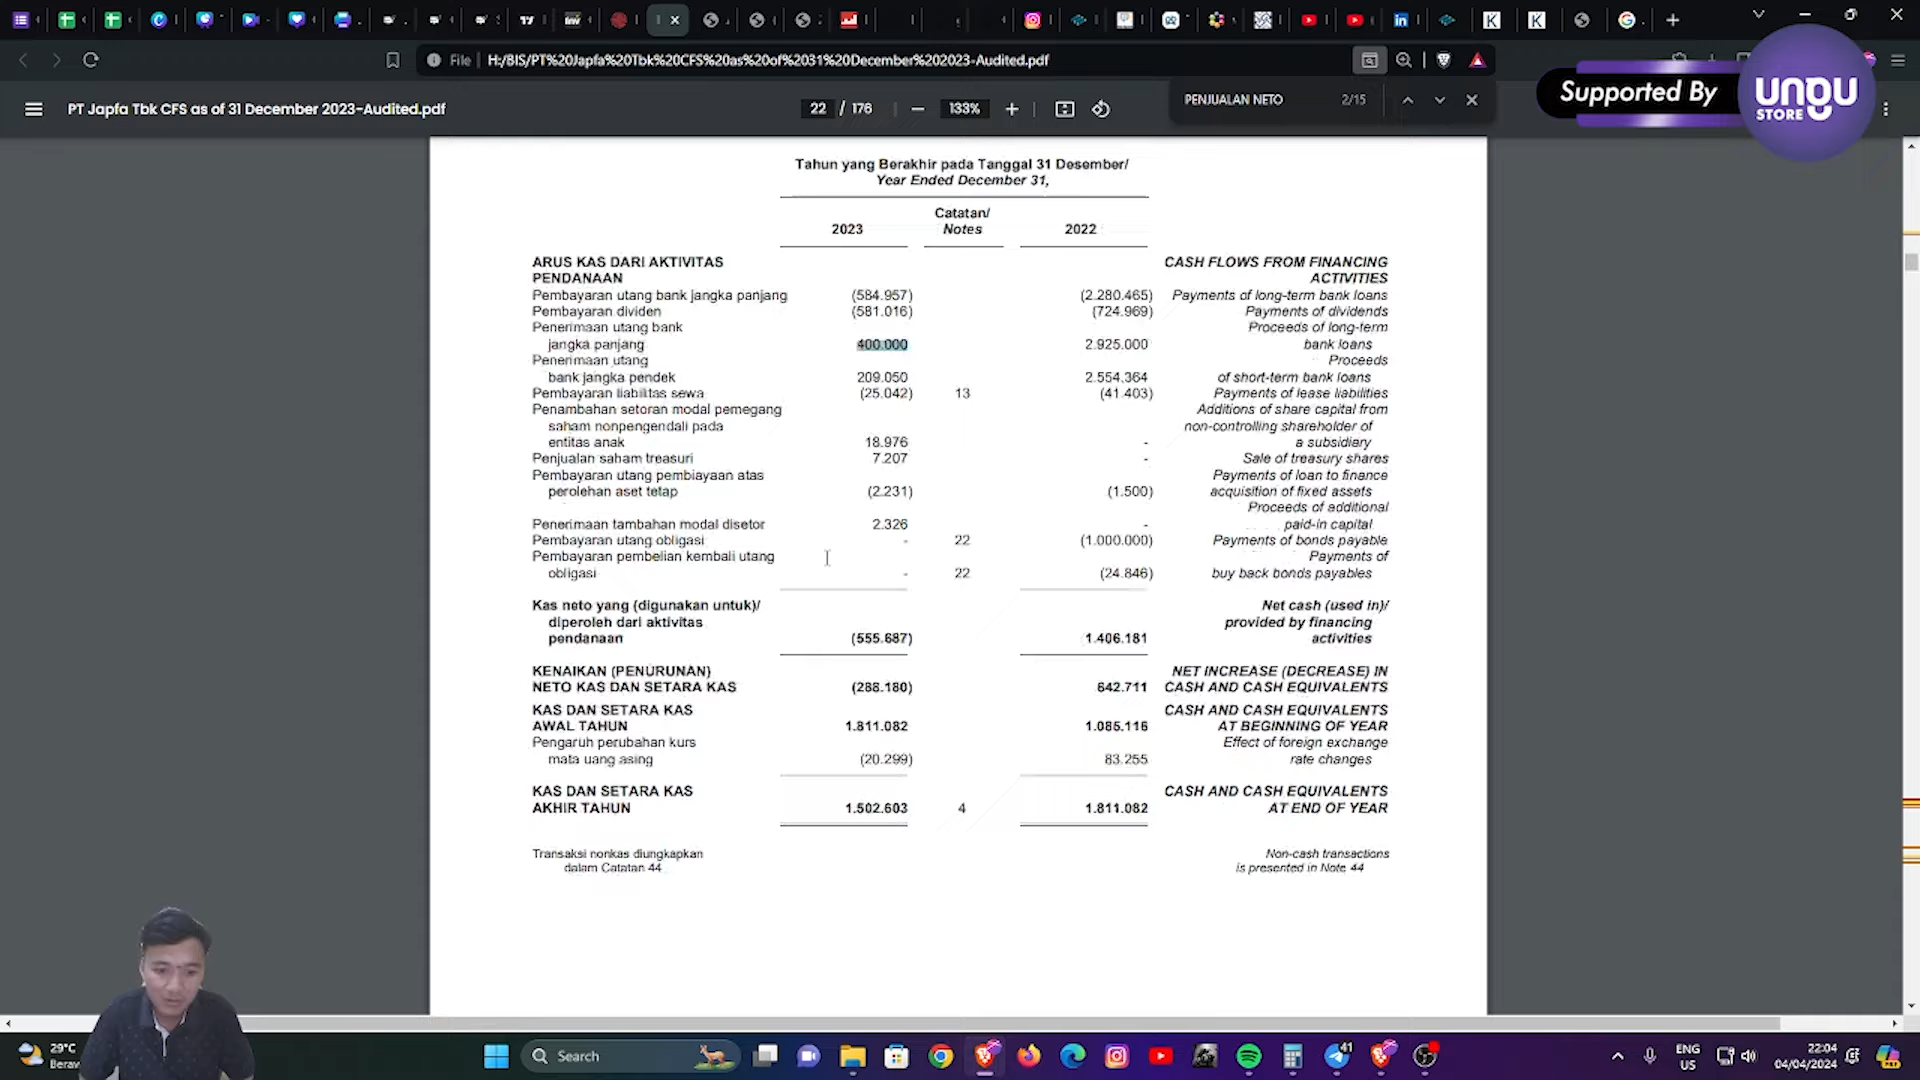 File H:/BIS/PT%20Japfa%20Tbk%20CFS%20as%20of%2031%20December%202023-Audited.pdf
PT Japfa Tbk CFS as of 31 December 2023-Audited.pdf
22 / 176
133%
PENJUALAN NETO 2/15
Supported By
UNGU
STORE
Tahun yang Berakhir pada Tanggal 31 Desember/
Year Ended December 31,
2023 Catatan/ Notes 2022
ARUS KAS DARI AKTIVITAS CASH FLOWS FROM FINANCING
PENDANAAN ACTIVITIES
Pembayaran utang bank jangka panjang (584.957) (2.280.465) Payments of long-term bank loans
Pembayaran dividen (581.016) (724.969) Payments of dividends
Penerimaan utang bank Proceeds of long-term
jangka panjang 400.000 2.925.000 bank loans
Penerimaan utang Proceeds
bank jangka pendek 209.050 2.554.364 of short-term bank loans
Pembayaran liabilitas sewa (25.042) 13 (41.403) Payments of lease liabilities
Penambahan setoran modal pemegang Additions of share capital from
saham nonpengendali pada non-controlling shareholder of
entitas anak 18.976 - a subsidiary
Penjualan saham treasuri 7.207 - Sale of treasury shares
Pembayaran utang pembiayaan atas Payments of loan to finance
perolehan aset tetap (2.231) (1.500) acquisition of fixed assets
Proceeds of additional
Penerimaan tambahan modal disetor 2.326 - paid-in capital
Pembayaran utang obligasi - 22 (1.000.000) Payments of bonds payable
Pembayaran pembelian kembali utang Payments of
obligasi - 22 (24.846) buy back bonds payables
Kas neto yang (digunakan untuk)/ Net cash (used in)/
diperoleh dari aktivitas provided by financing
pendanaan (555.687) 1.406.181 activities
KENAIKAN (PENURUNAN) NET INCREASE (DECREASE) IN
NETO KAS DAN SETARA KAS (288.180) 642.711 CASH AND CASH EQUIVALENTS
KAS DAN SETARA KAS CASH AND CASH EQUIVALENTS
AWAL TAHUN 1.811.082 1.085.116 AT BEGINNING OF YEAR
Pengaruh perubahan kurs Effect of foreign exchange
mata uang asing (20.299) 83.255 rate changes
KAS DAN SETARA KAS CASH AND CASH EQUIVALENTS
AKHIR TAHUN 1.502.603 4 1.811.082 AT END OF YEAR
Transaksi nonkas diungkapkan Non-cash transactions
dalam Catatan 44 is presented in Note 44
29°C
Search
41
ENG
US
22:04
04/04/2024